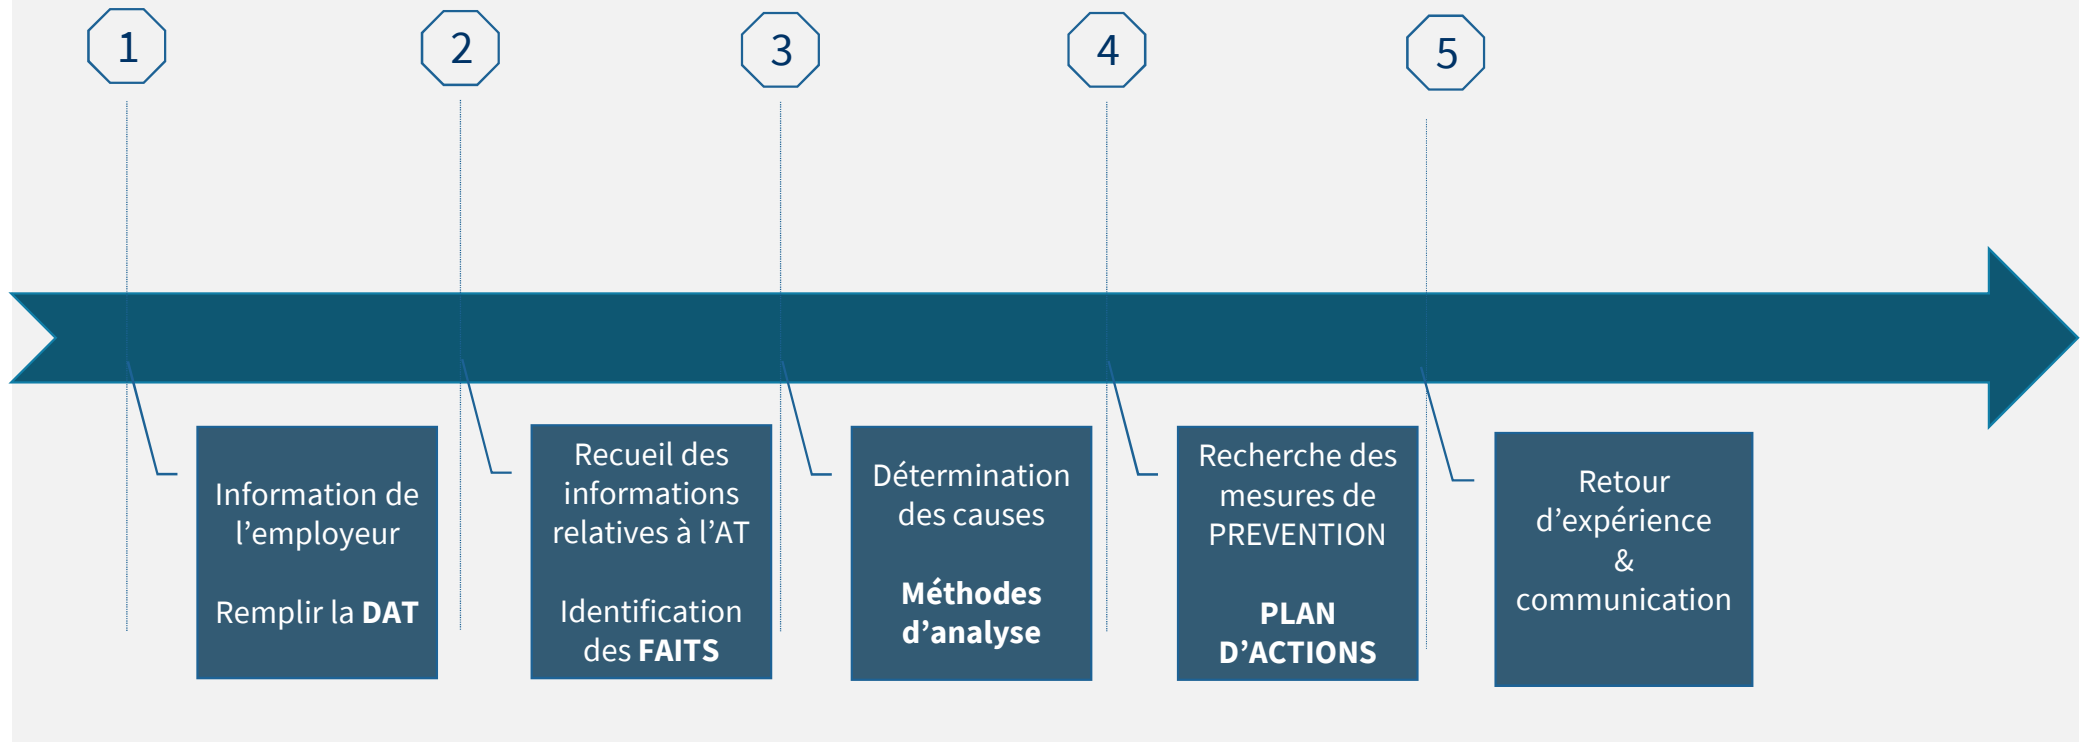 1
2
3
4
5
Information de
l’employeur
Remplir la DAT
Recueil des
informations
relatives à l’AT
Identification
des FAITS
Détermination
des causes
Méthodes
d’analyse
Recherche des
mesures de
PREVENTION
PLAN
D’ACTIONS
Retour
d’expérience
&
communication